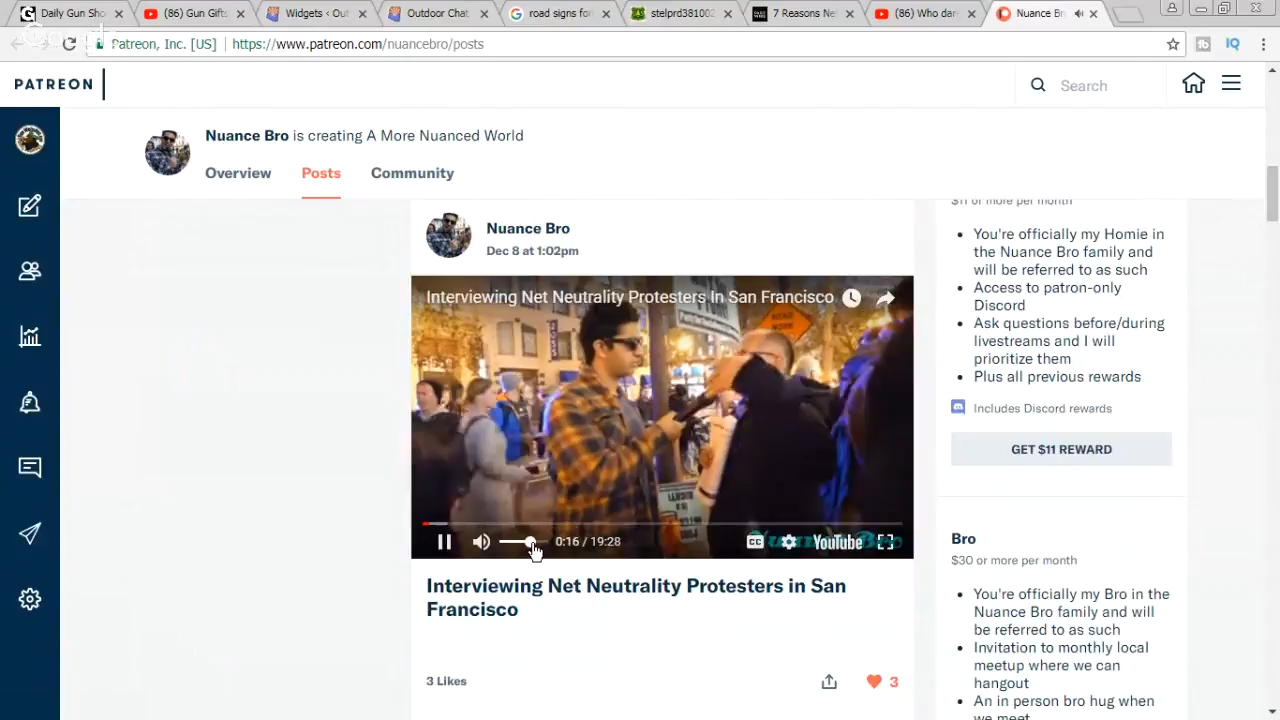 Daily Gun Sho
(86) Gun Gifts
Widgets - Out
Outdoor Chan
road signs for
stelprd381002
7 Reasons Ne
(86) Who dar
Nuance Br
Patreon, Inc. [US]
https://www.patreon.com/nuancebro/posts
PATREON
Search
Nuance Bro is creating A More Nuanced World
Overview
Posts
Community
Nuance Bro
Dec 8 at 1:02pm
Interviewing Net Neutrality Protesters In San Francisco
0:16 / 19:28
CC
YouTube
Interviewing Net Neutrality Protesters in San
Francisco
3 Likes
3
$11 or more per month
You're officially my Homie in
the Nuance Bro family and
will be referred to as such
Access to patron-only
Discord
Ask questions before/during
livestreams and I will
prioritize them
Plus all previous rewards
Includes Discord rewards
GET $11 REWARD
Bro
$30 or more per month
You're officially my Bro in the
Nuance Bro family and will
be referred to as such
Invitation to monthly local
meetup where we can
hangout
An in person bro hug when
we meet